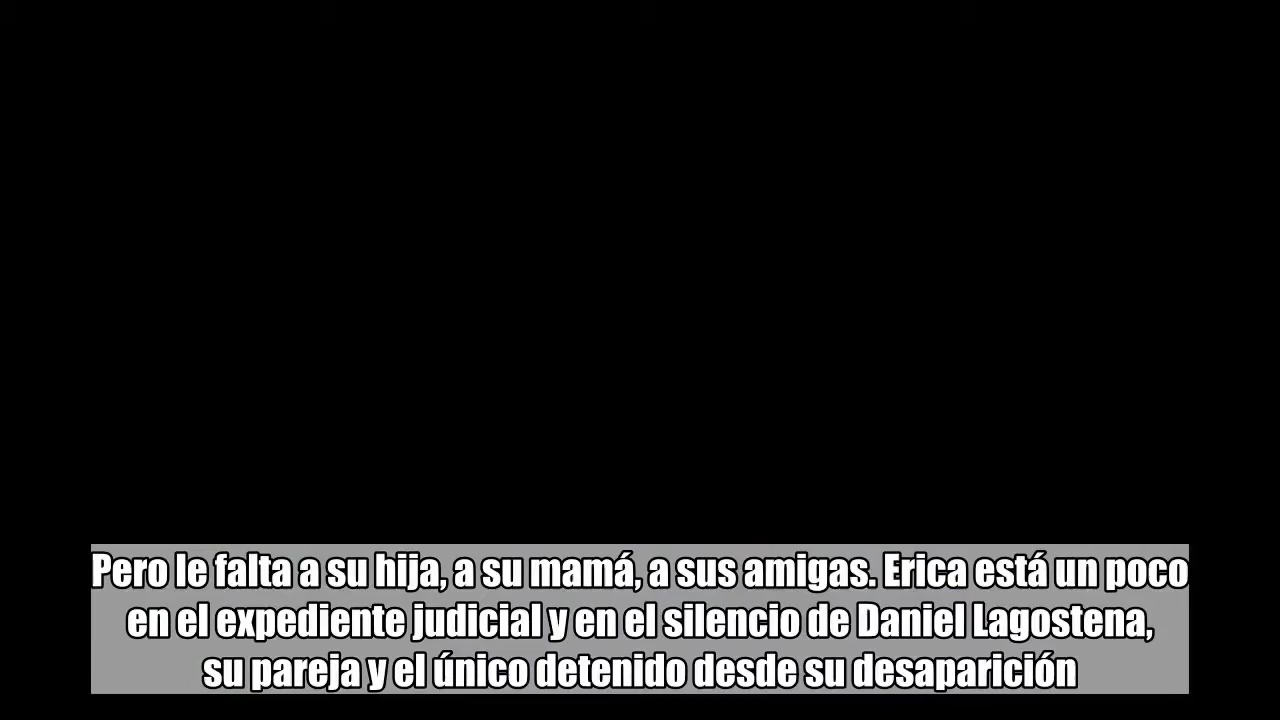 Pero le falta a su hija, a su mamá, a sus amigas. Erica está un poco
en el expediente judicial y en el silencio de Daniel Lagostena,
su pareja y el único detenido desde su desaparición